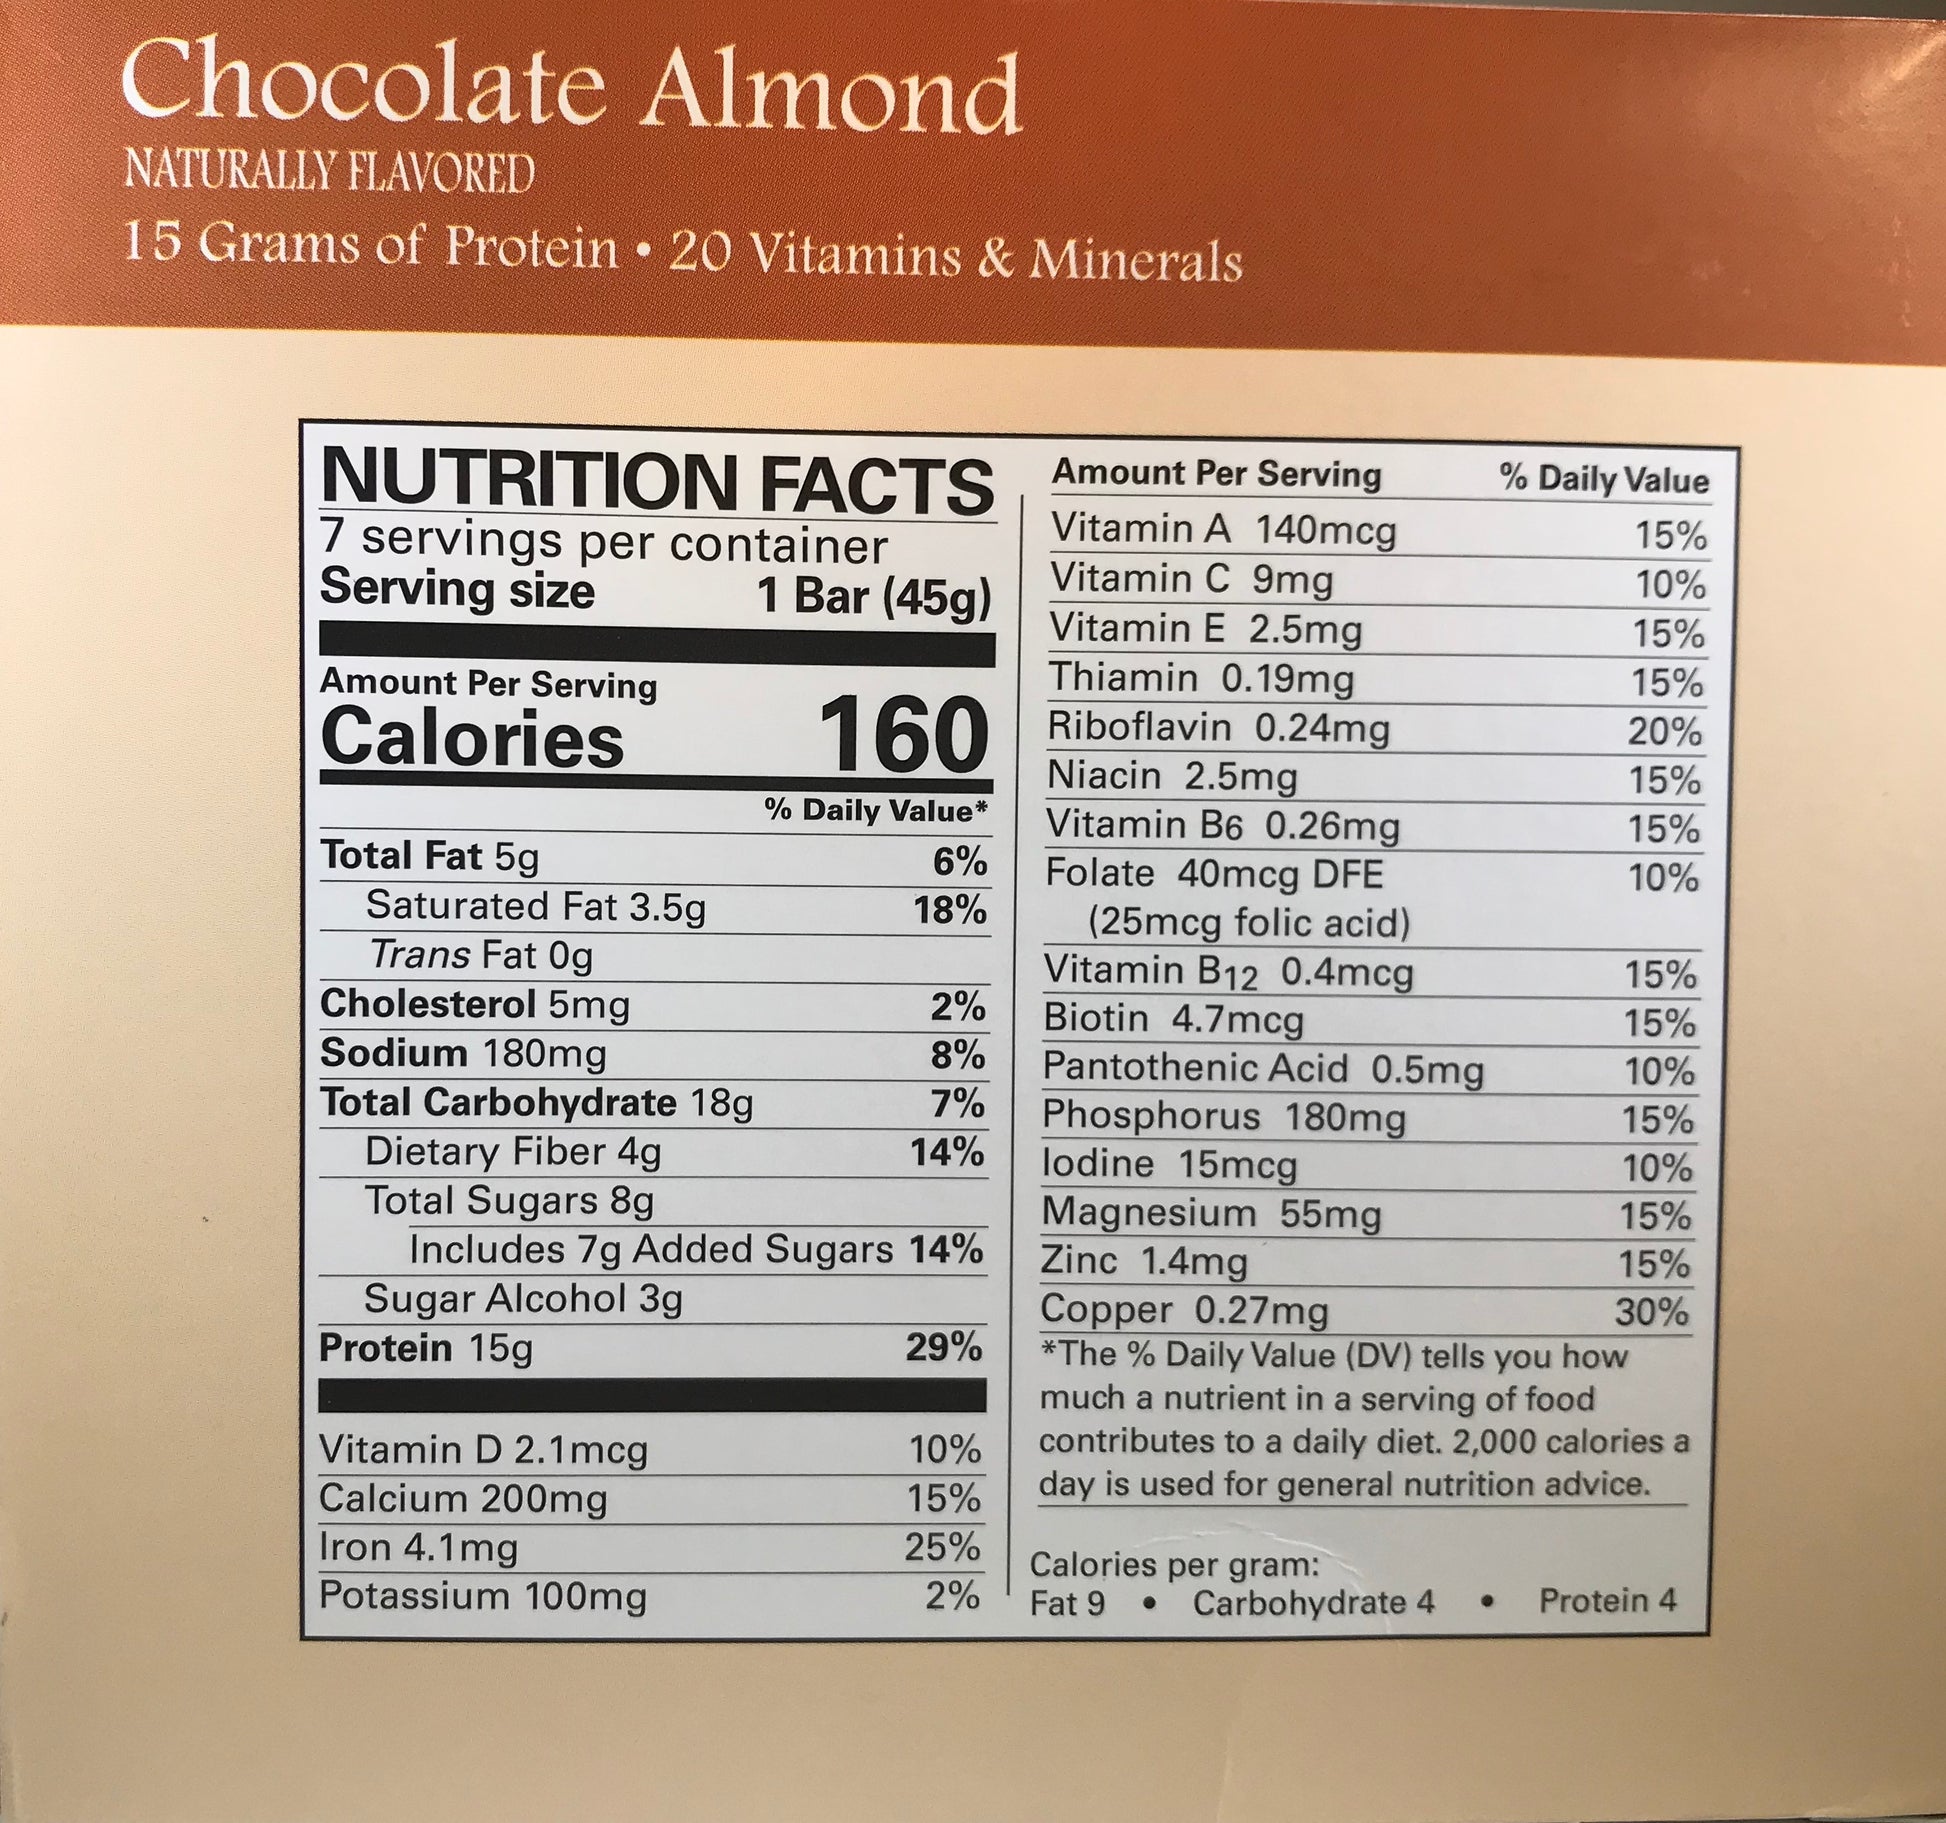 Chocolate Almond
NATURALLY FLAVORED
15 Grams of Protein • 20 Vitamins & Minerals
NUTRITION FACTS
7 servings per container
Serving size 1 Bar (45g)
Amount Per Serving
Calories 160
% Daily Value*
Total Fat 5g 6%
Saturated Fat 3.5g 18%
Trans Fat 0g
Cholesterol 5mg 2%
Sodium 180mg 8%
Total Carbohydrate 18g 7%
Dietary Fiber 4g 14%
Total Sugars 8g
Includes 7g Added Sugars 14%
Sugar Alcohol 3g
Protein 15g 29%
Vitamin D 2.1mcg 10%
Calcium 200mg 15%
Iron 4.1mg 25%
Potassium 100mg 2%
Amount Per Serving % Daily Value
Vitamin A 140mcg 15%
Vitamin C 9mg 10%
Vitamin E 2.5mg 15%
Thiamin 0.19mg 15%
Riboflavin 0.24mg 20%
Niacin 2.5mg 15%
Vitamin B6 0.26mg 15%
Folate 40mcg DFE 10%
(25mcg folic acid)
Vitamin B12 0.4mcg 15%
Biotin 4.7mcg 15%
Pantothenic Acid 0.5mg 10%
Phosphorus 180mg 15%
Iodine 15mcg 10%
Magnesium 55mg 15%
Zinc 1.4mg 15%
Copper 0.27mg 30%
*The % Daily Value (DV) tells you how
much a nutrient in a serving of food
contributes to a daily diet. 2,000 calories a
day is used for general nutrition advice.
Calories per gram:
Fat 9 • Carbohydrate 4 • Protein 4